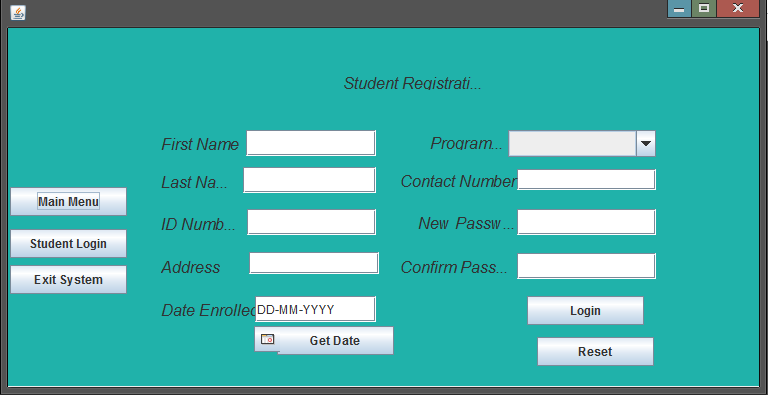 Student Registrati...
First Name
Program...
Last Na...
Contact Number
Main Menu
ID Numb...
New Passw...
Student Login
Address
Confirm Pass...
Exit System
Date Enrolled
DD-MM-YYYY
Login
Get Date
Reset